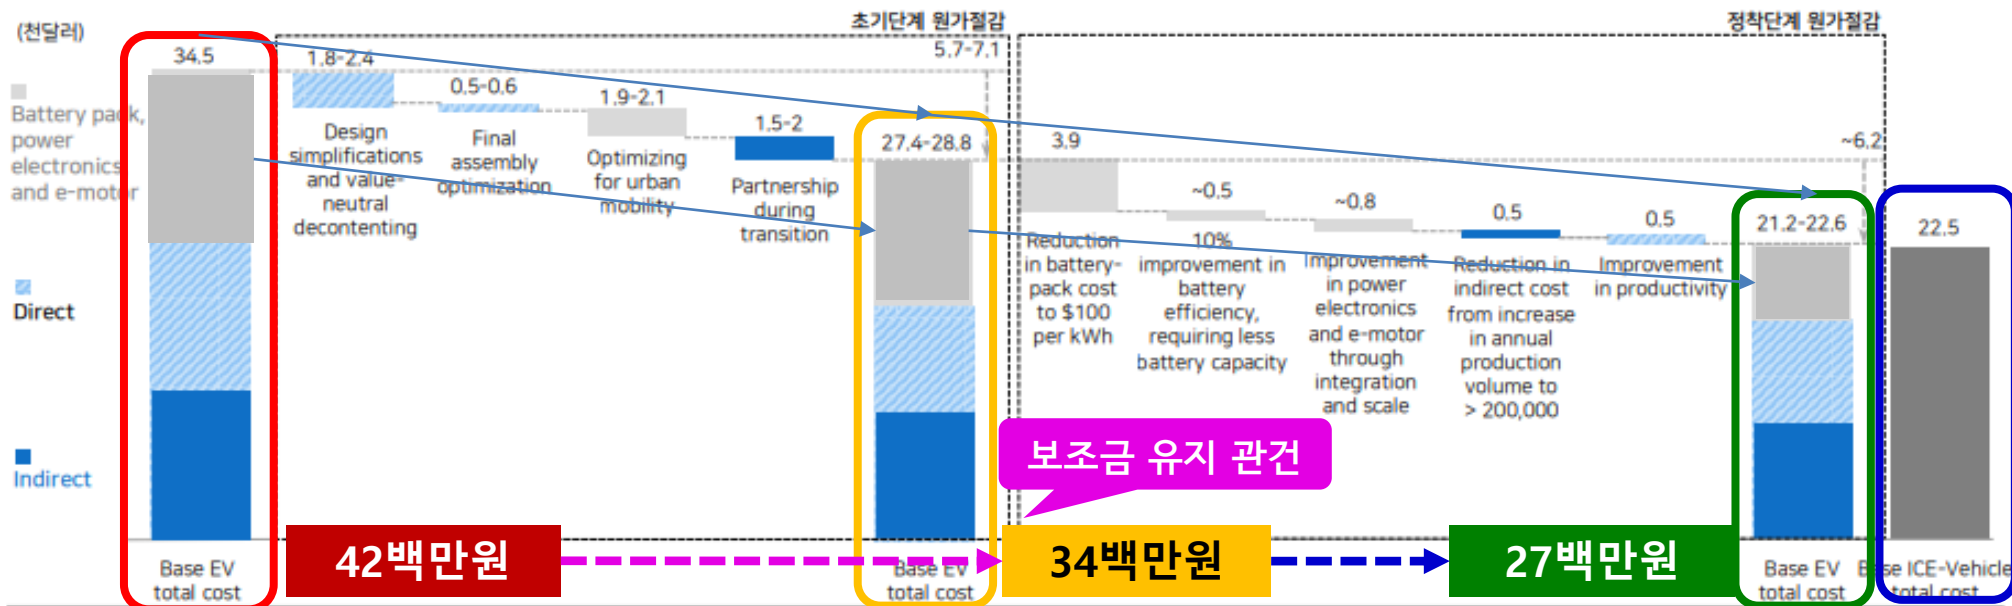 (천달러)
초기단계 원가절감
정착단계 원가절감
34.5
1.8-2.4
0.5-0.6
1.9-2.1
1.5-2
5.7-7.1
27.4-28.8
3.9
~0.5
~0.8
0.5
0.5
~6.2
21.2-22.6
22.5
Battery pack,
power
electronics
and e-motor
Direct
Indirect
Design
simplifications
and value-
neutral
decontenting
Final
assembly
optimization
Optimizing
for urban
mobility
Partnership
during
transition
Reduction
in battery-
pack cost
to $100
per kWh
10%
improvement in
battery
efficiency,
requiring less
battery capacity
Improvement
in power
electronics
and e-motor
through
integration
and scale
Reduction in
indirect cost
from increase
in annual
production
volume to
> 200,000
Improvement
in productivity
보조금 유지 관건
42백만원
34백만원
27백만원
Base EV
total cost
Base EV
total cost
Base EV
total cost
Base ICE-Vehicle
total cost